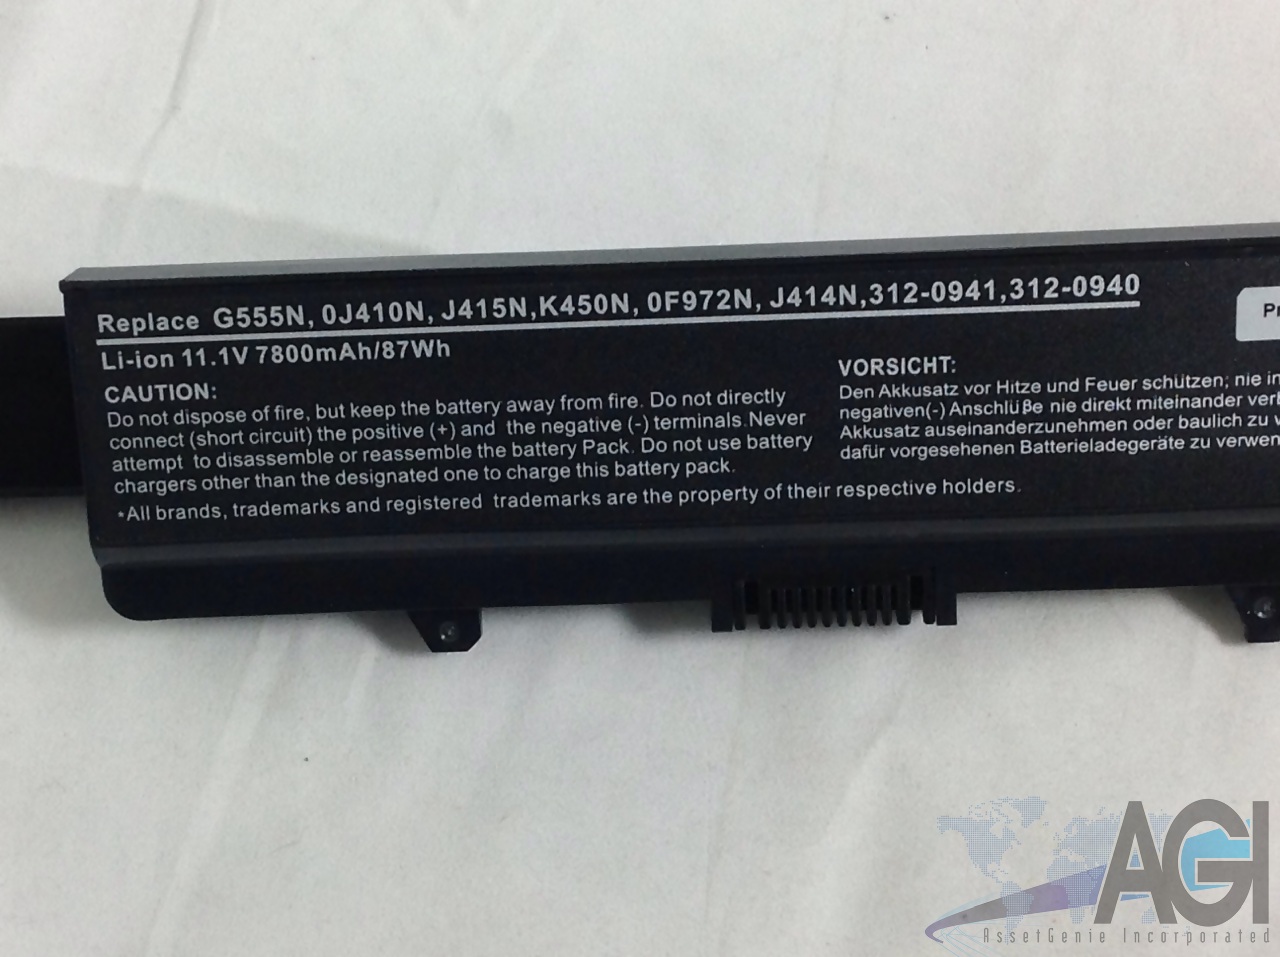 Replace G555N, 0J410N, J415N,K450N, 0F972N, J414N,312-0941,312-0940
Li-ion 11.1V 7800mAh/87Wh
CAUTION:
Do not dispose of fire, but keep the battery away from fire. Do not directly
connect (short circuit) the positive (+) and the negative (-) terminals. Never
attempt to disassemble or reassemble the battery Pack. Do not use battery
chargers other than the designated one to charge this battery pack.
*All brands, trademarks and registered trademarks are the property of their respective holders.
VORSICHT:
Den Akkusatz vor Hitze und Feuer schützen; nie in
negativen(-) Anschlüße nie direkt miteinander
Akkusatz auseinanderzunehmen oder baulich zu
dafür vorgesehenen Batterieladegeräte zu
AGI
AssetGenie Incorporated